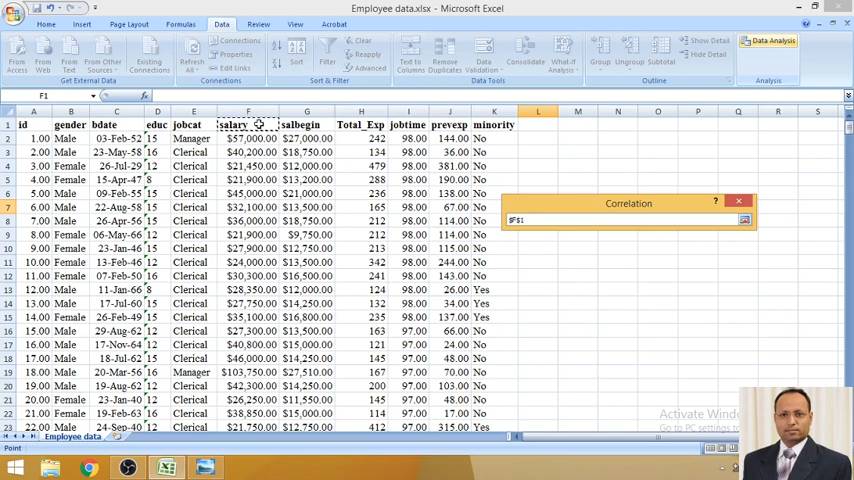 Employee data.xlsx - Microsoft Excel
Home Insert Page Layout Formulas Data Review View Acrobat
From Access From Web From Text From Other Sources Existing Connections
Refresh All Connections Properties Edit Links
Sort Filter Clear Reapply Advanced
Text to Columns Remove Duplicates Data Validation Consolidate What-If Analysis
Group Ungroup Subtotal Show Detail Hide Detail
Data Analysis
Get External Data Connections Sort & Filter Data Tools Outline Analysis
F1 fx
A B C D E F G H I J K L M N O P Q R S
1 id gender bdate educ jobcat salary salbegin Total_Exp jobtime prevexp minority
2 1.00 Male 03-Feb-52 15 Manager $57,000.00 $27,000.00 242 98.00 144.00 No
3 2.00 Male 23-May-58 16 Clerical $40,200.00 $18,750.00 134 98.00 36.00 No
4 3.00 Female 26-Jul-29 12 Clerical $21,450.00 $12,000.00 479 98.00 381.00 No
5 4.00 Female 15-Apr-47 8 Clerical $21,900.00 $13,200.00 288 98.00 190.00 No
6 5.00 Male 09-Feb-55 15 Clerical $45,000.00 $21,000.00 236 98.00 138.00 No
7 6.00 Male 22-Aug-58 15 Clerical $32,100.00 $13,500.00 165 98.00 67.00 No
8 7.00 Male 26-Apr-56 15 Clerical $36,000.00 $18,750.00 212 98.00 114.00 No
9 8.00 Female 06-May-66 12 Clerical $21,900.00 $9,750.00 98.00 No
10 9.00 Female 23-Jan-46 15 Clerical $27,900.00 $12,750.00 213 98.00 115.00 No
11 10.00 Female 13-Feb-46 12 Clerical $24,000.00 $13,500.00 342 98.00 244.00 No
12 11.00 Female 07-Feb-50 16 Clerical $30,300.00 $16,500.00 241 98.00 143.00 No
13 12.00 Male 11-Jan-66 8 Clerical $28,350.00 $12,000.00 124 98.00 26.00 Yes
14 13.00 Male 17-Jul-60 15 Clerical $27,750.00 $14,250.00 132 98.00 34.00 Yes
15 14.00 Female 26-Feb-49 15 Clerical $35,100.00 $16,800.00 235 98.00 137.00 Yes
16 15.00 Male 29-Aug-62 12 Clerical $27,300.00 $13,500.00 163 97.00 66.00 No
17 16.00 Male 17-Nov-64 12 Clerical $40,800.00 $15,000.00 121 97.00 24.00 No
18 17.00 Male 18-Jul-62 15 Clerical $46,000.00 $14,250.00 145 97.00 48.00 No
19 18.00 Male 20-Mar-56 16 Manager $103,750.00 $27,510.00 167 97.00 70.00 No
20 19.00 Male 19-Aug-62 12 Clerical $42,300.00 $14,250.00 200 97.00 103.00 No
21 20.00 Female 23-Jan-40 12 Clerical $26,250.00 $11,550.00 145 97.00 48.00 No
22 21.00 Female 19-Feb-63 16 Clerical $38,850.00 $15,000.00 114 97.00 17.00 No
23 22.00 Male 24-Sep-40 12 Clerical $21,750.00 $12,750.00 412 97.00 315.00 Yes
Correlation ?
$F$1
Activate Windo
Go to PC settings to
Employee data
Point